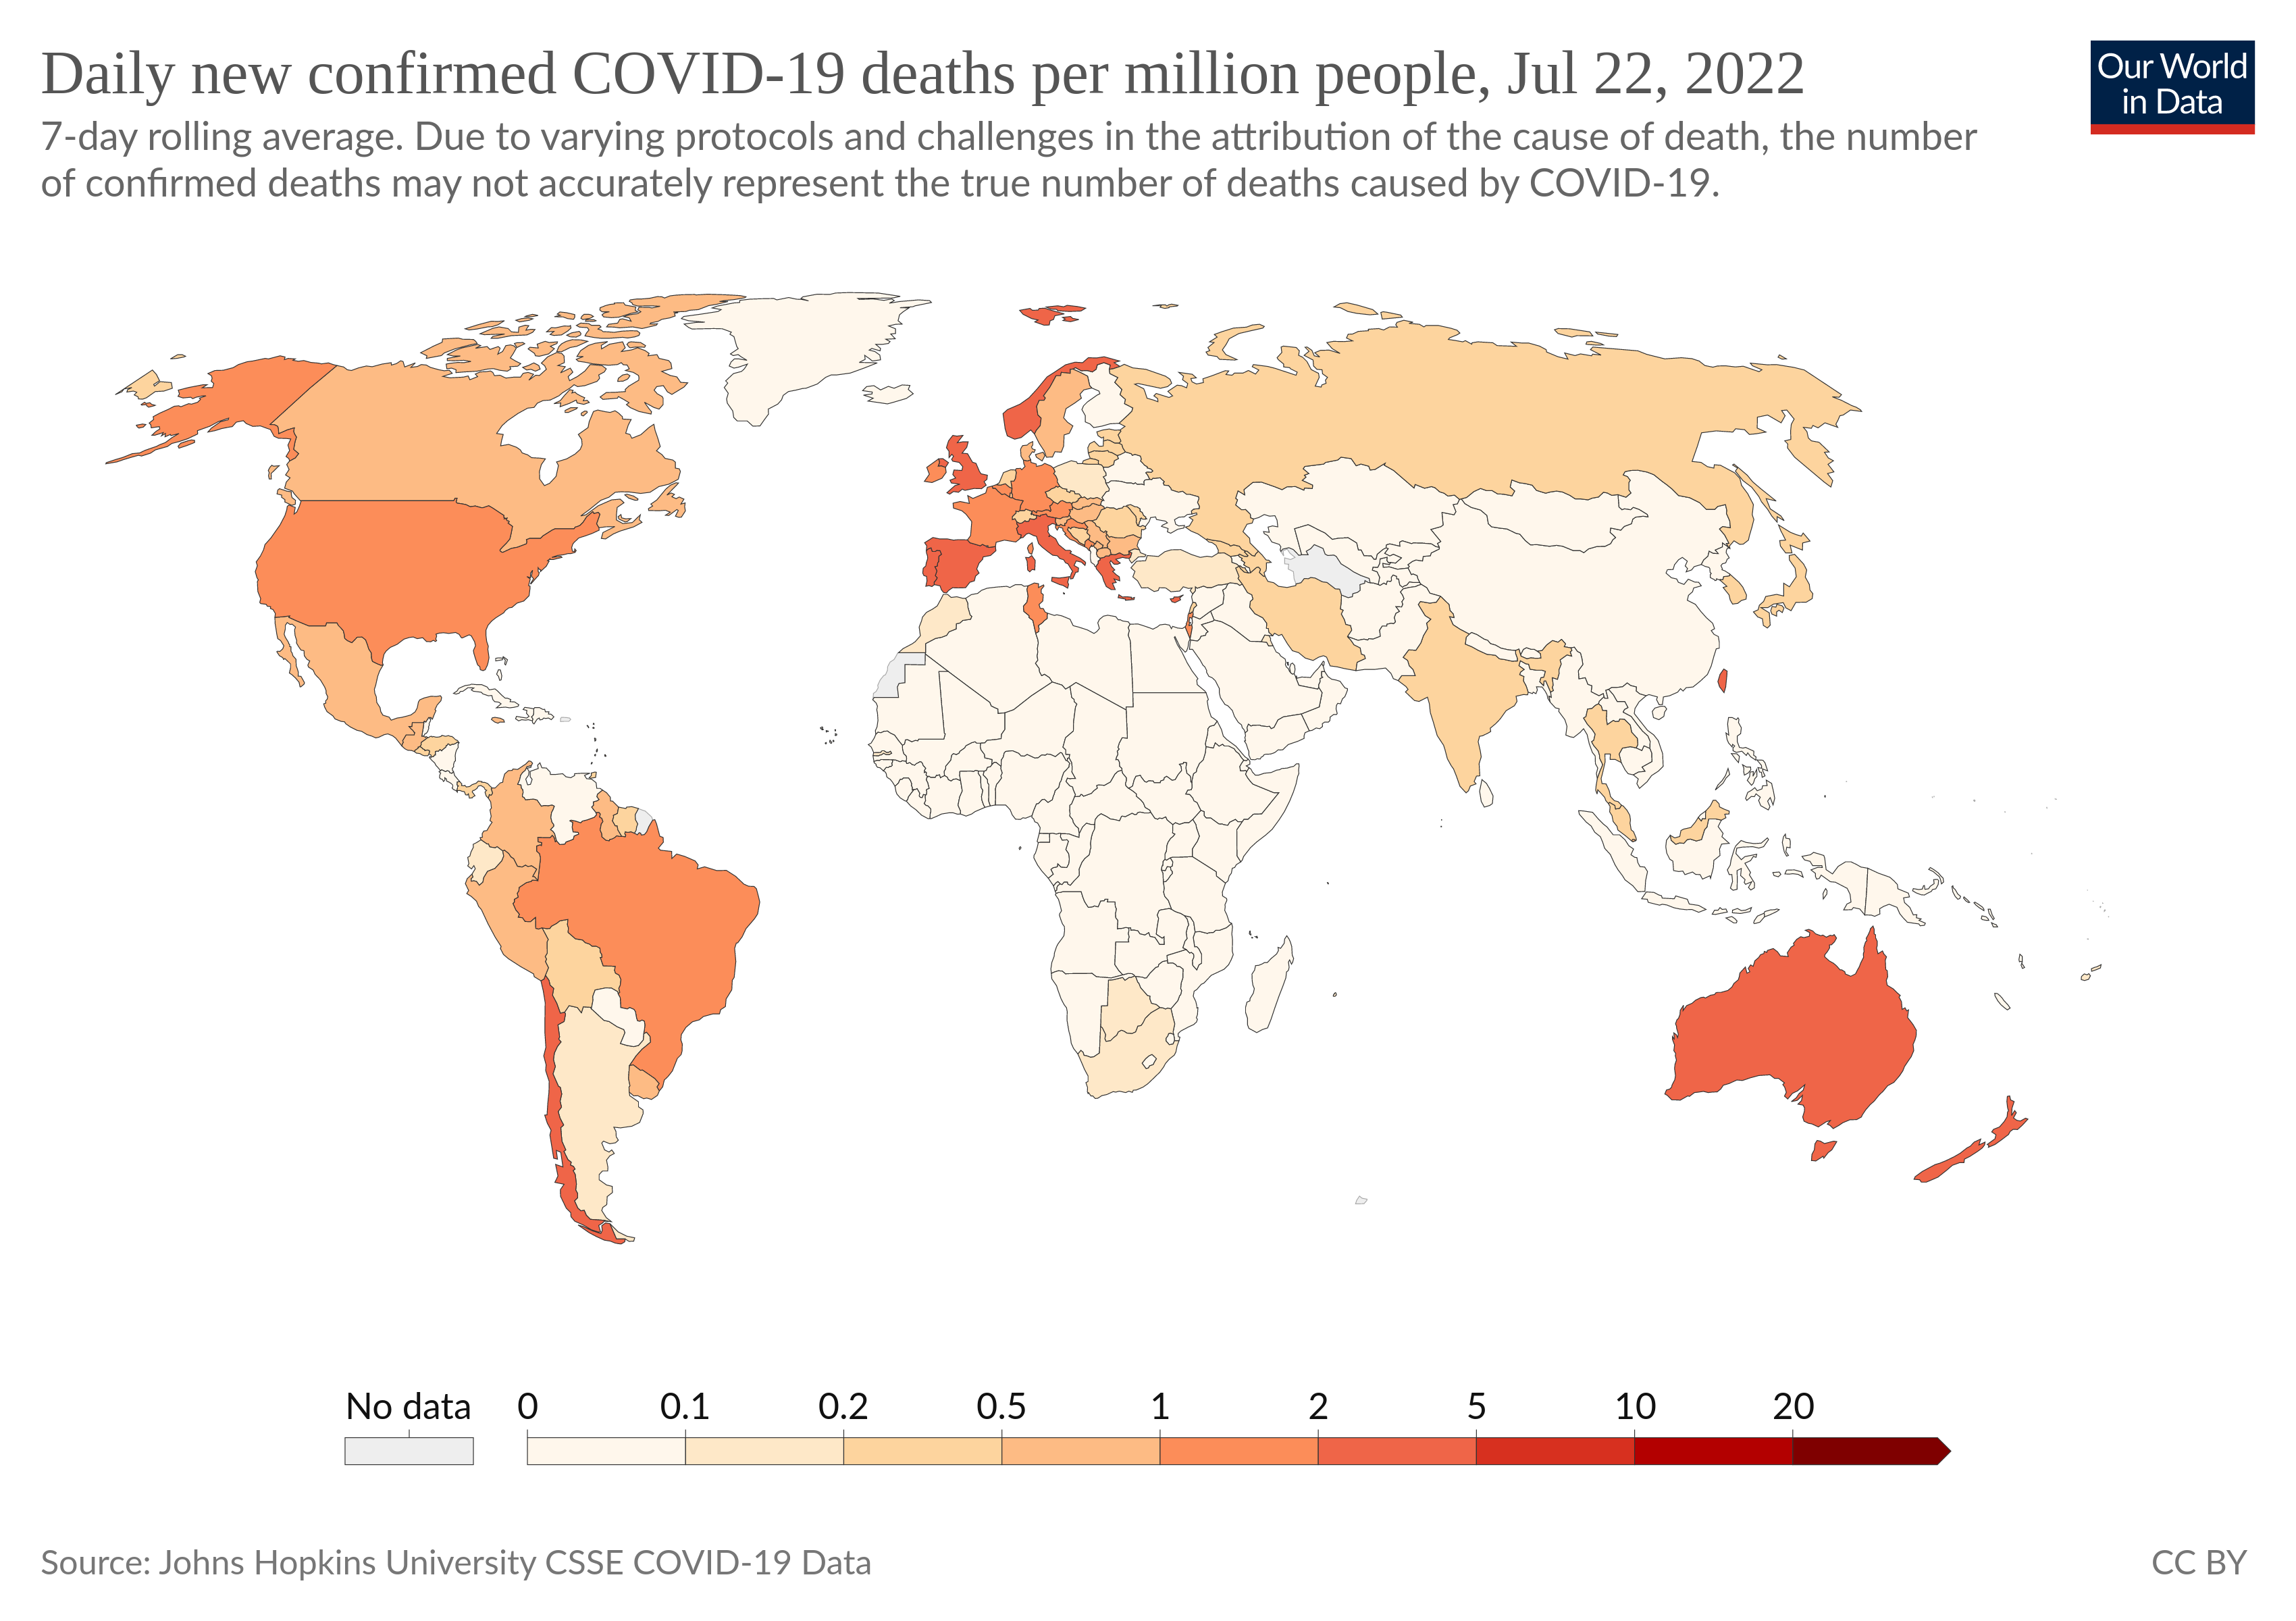 Daily new confirmed COVID-19 deaths per million people, Jul 22, 2022
Our World
in Data
7-day rolling average. Due to varying protocols and challenges in the attribution of the cause of death, the number
of confirmed deaths may not accurately represent the true number of deaths caused by COVID-19.
No data 0 0.1 0.2 0.5 1 2 5 10 20
Source: Johns Hopkins University CSSE COVID-19 Data
CC BY